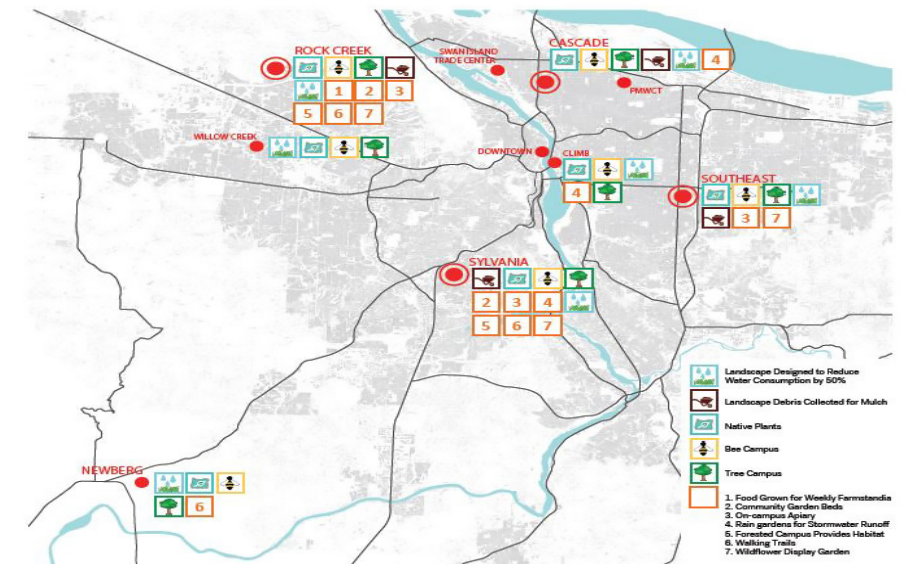 ROCK CREEK
1 2 3
5 6 7
SWAN ISLAND
TRADE CENTER
CASCADE
4
PMWCT
WILLOW CREEK
DOWNTOWN
CLIMB
4
SOUTHEAST
3 7
SYLVANIA
2 3 4
5 6 7
NEWBERG
6
Landscape Designed to Reduce
Water Consumption by 50%
Landscape Debris Collected for Mulch
Native Plants
Bee Campus
Tree Campus
1. Food Grown for Weekly Farmstandia
2. Community Garden Beds
3. On-campus Apiary
4. Rain gardens for Stormwater Runoff
5. Forested Campus Provides Habitat
6. Walking Trails
7. Wildflower Display Garden